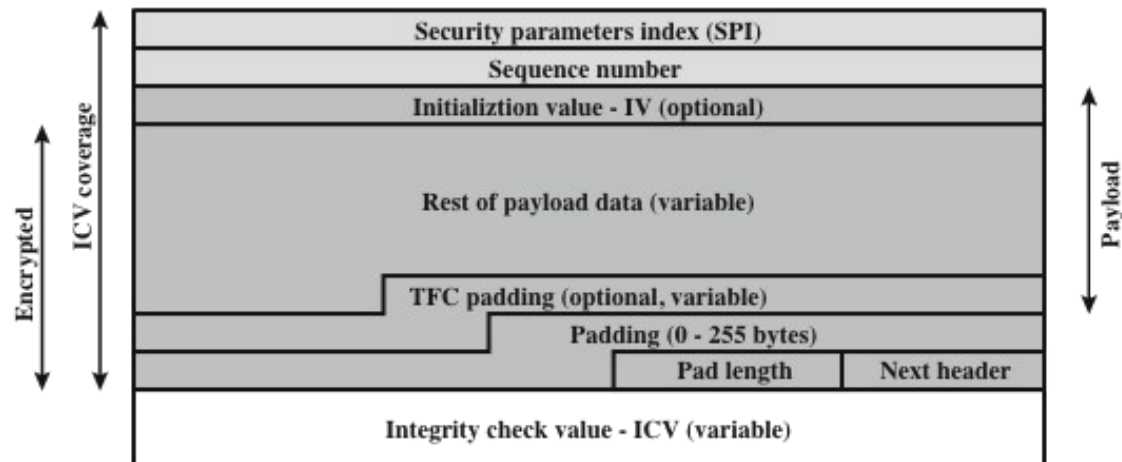 Security parameters index (SPI)
Sequence number
Initializtion value - IV (optional)
Rest of payload data (variable)
TFC padding (optional, variable)
Padding (0 - 255 bytes)
Pad length
Next header
Integrity check value - ICV (variable)
Encrypted
ICV coverage
Payload